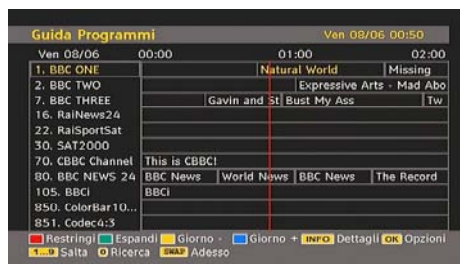 Guida Programmi Ven 08/06 00:50
Ven 08/06 00:00 01:00 02:00
1. BBC ONE Natural World Missing
2. BBC TWO Expressive Arts - Mad Abo
7. BBC THREE Gavin and St Bust My Ass Tw
16. RaiNews24
22. RaiSportSat
30. SAT2000
70. CBBC Channel This is CBBC!
80. BBC NEWS 24 BBC News World News BBC News The Record
105. BBCi BBCi
850. ColorBar10...
851. Codec4:3
Restringi Espandi Giorno - Giorno + INFO Dettagli OK Opzioni
1...9 Salta 0 Ricerca SWAP Adesso